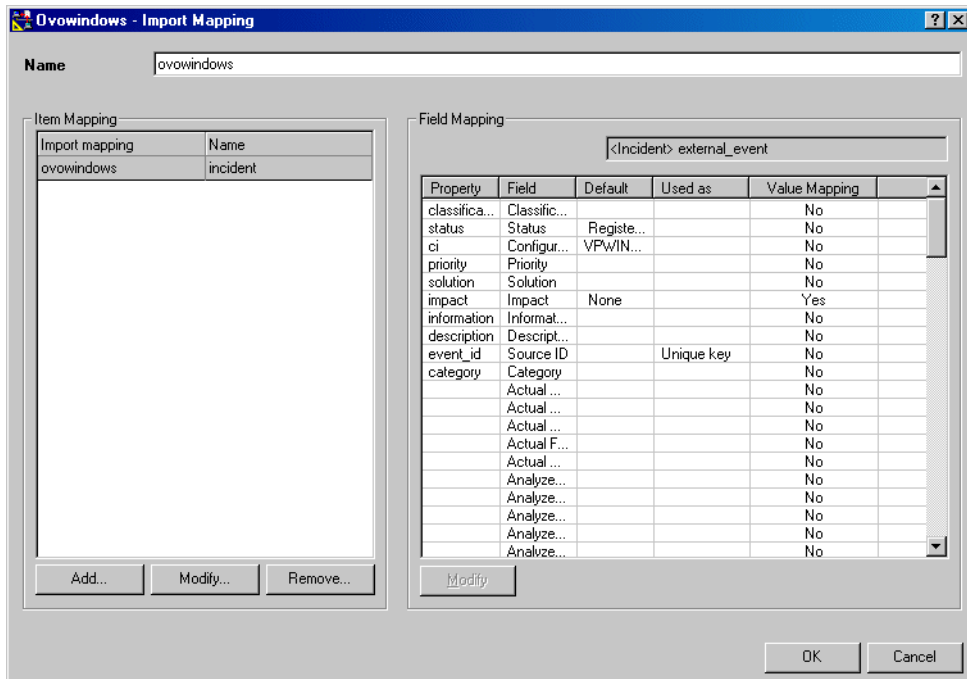 Ovowindows - Import Mapping
Name ovowindows
Item Mapping
Import mapping Name
ovowindows incident
Add... Modify... Remove...
Field Mapping
<Incident> external_event
Property Field Default Used as Value Mapping
classifica... Classific... No
status Status Registe... No
ci Configur... VPWIN... No
priority Priority No
solution Solution No
impact Impact None Yes
information Informat... No
description Descript... No
event_id Source ID Unique key No
category Category No
Actual ... No
Actual ... No
Actual ... No
Actual F... No
Actual ... No
Analyze... No
Analyze... No
Analyze... No
Analyze... No
Analyze... No
Modify
OK Cancel